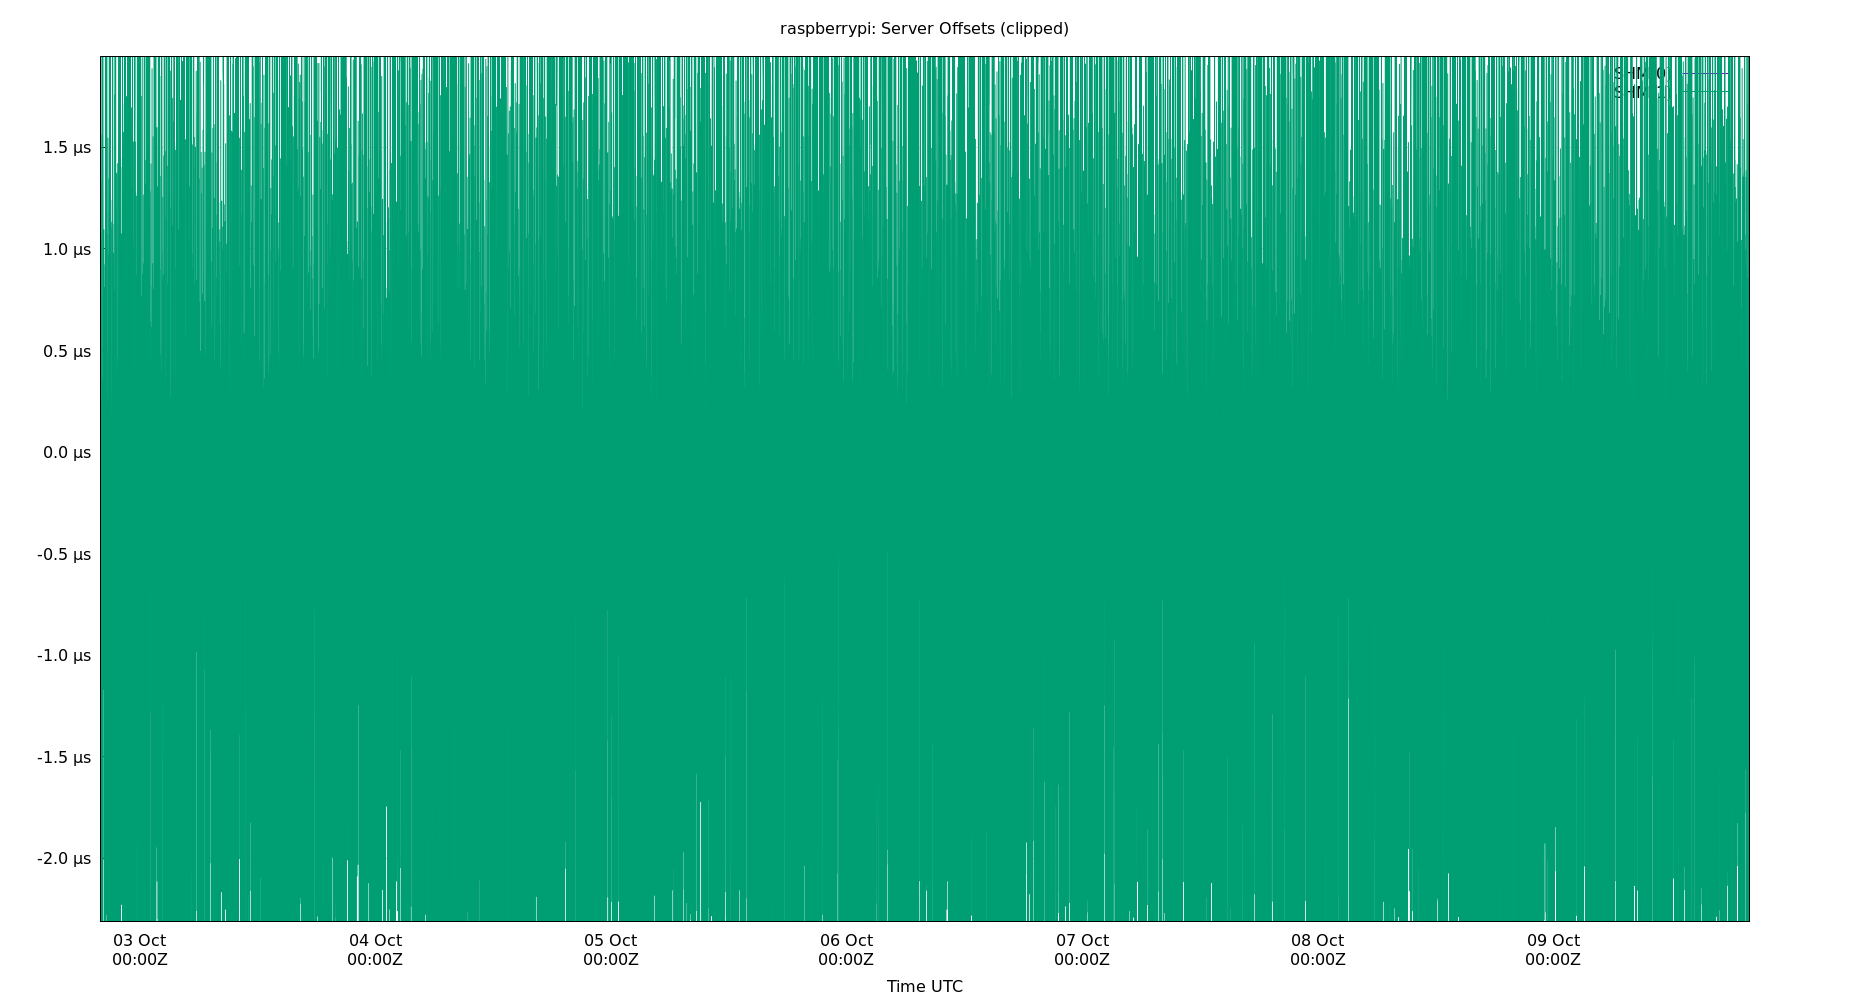 raspberrypi: Server Offsets (clipped)
1.5 µs
1.0 µs
0.5 µs
0.0 µs
-0.5 µs
-1.0 µs
-1.5 µs
-2.0 µs
03 Oct 04 Oct 05 Oct 06 Oct 07 Oct 08 Oct 09 Oct
00:00Z 00:00Z 00:00Z 00:00Z 00:00Z 00:00Z 00:00Z
Time UTC